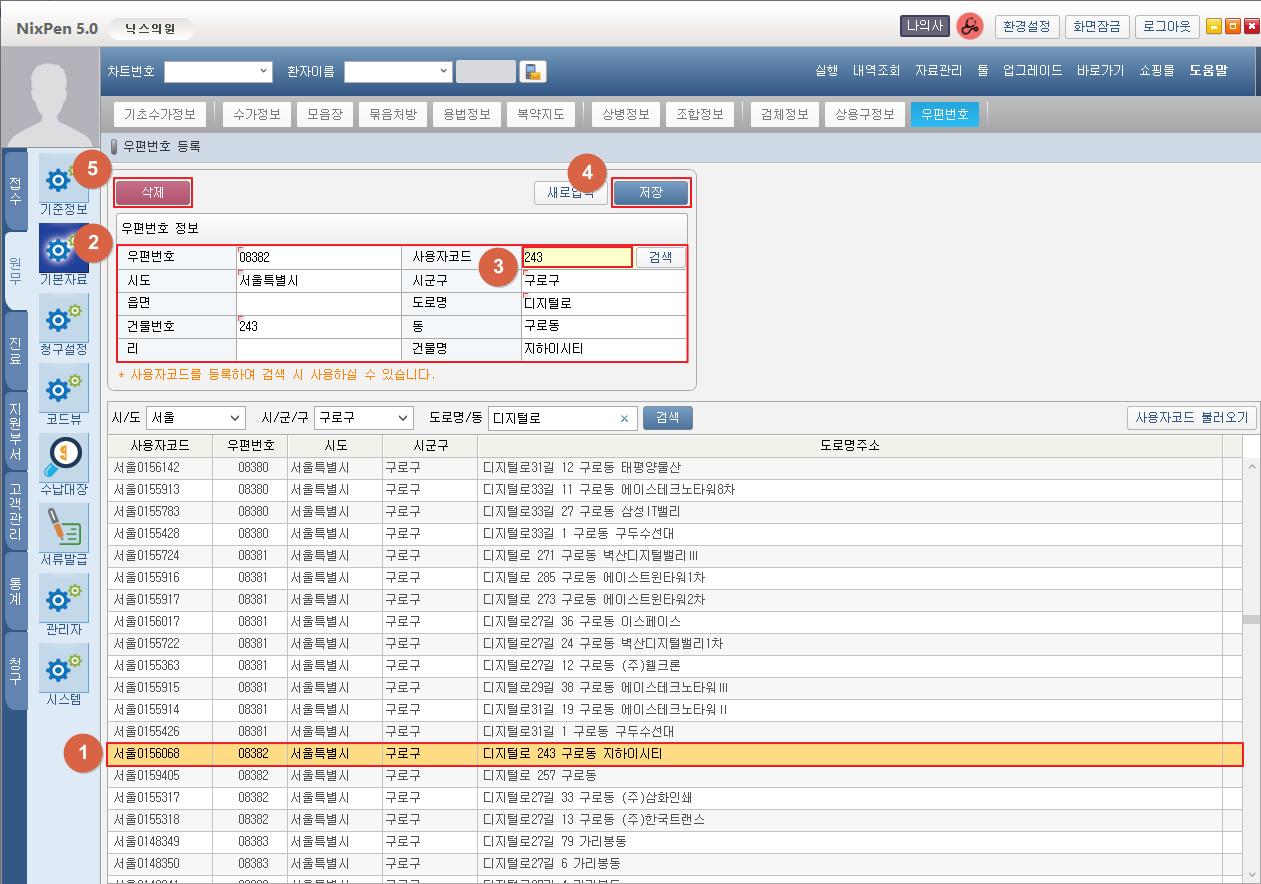 NixPen 5.0 닉스의원 나의사 환경설정 화면잠금 로그아웃
차트번호 환자이름 실행 내역조회 자료관리 툴 업그레이드 바로가기 쇼핑몰 도움말
기초수가정보 수가정보 모음장 묶음처방 용법정보 복약지도 상병정보 조합정보 검체정보 상용구정보 우편번호
우편번호 등록
접수
원무
진료
지원부서
고객관리
통계
청구
5
기준정보
2
기본자료
청구설정
코드뷰
수납대장
서류발급
관리자
시스템
4
삭제 새로입력 저장
우편번호 정보
우편번호 08382 사용자코드 243 검색
3
시도 서울특별시 시군구 구로구
읍면 도로명 디지털로
건물번호 243 동 구로동
리 건물명 지하이시티
* 사용자코드를 등록하여 검색 시 사용하실 수 있습니다.
시/도 서울 시/군/구 구로구 도로명/동 디지털로 × 검색 사용자코드 불러오기
사용자코드 우편번호 시도 시군구 도로명주소
서울0156142 08380 서울특별시 구로구 디지털로31길 12 구로동 태평양물산
서울0155913 08380 서울특별시 구로구 디지털로33길 11 구로동 에이스테크노타워8차
서울0155783 08380 서울특별시 구로구 디지털로33길 27 구로동 삼성IT밸리
서울0155428 08380 서울특별시 구로구 디지털로33길 1 구로동 구두수선대
서울0155724 08381 서울특별시 구로구 디지털로 271 구로동 벽산디지털밸리Ⅲ
서울0155916 08381 서울특별시 구로구 디지털로 285 구로동 에이스트윈타워1차
서울0155917 08381 서울특별시 구로구 디지털로 273 구로동 에이스트윈타워2차
서울0156017 08381 서울특별시 구로구 디지털로27길 36 구로동 이스페이스
서울0155722 08381 서울특별시 구로구 디지털로27길 24 구로동 벽산디지털밸리1차
서울0155363 08381 서울특별시 구로구 디지털로27길 12 구로동 (주)웰크론
서울0155915 08381 서울특별시 구로구 디지털로29길 38 구로동 에이스테크노타워Ⅲ
서울0155914 08381 서울특별시 구로구 디지털로31길 19 구로동 에이스테크노타워Ⅱ
서울0155426 08381 서울특별시 구로구 디지털로31길 1 구로동 구두수선대
1
서울0156068 08382 서울특별시 구로구 디지털로 243 구로동 지하이시티
서울0159405 08382 서울특별시 구로구 디지털로 257 구로동
서울0155317 08382 서울특별시 구로구 디지털로27길 33 구로동 (주)삼화인쇄
서울0155318 08382 서울특별시 구로구 디지털로27길 13 구로동 (주)한국트랜스
서울0148349 08383 서울특별시 구로구 디지털로27길 79 가리봉동
서울0148350 08383 서울특별시 구로구 디지털로27길 6 가리봉동